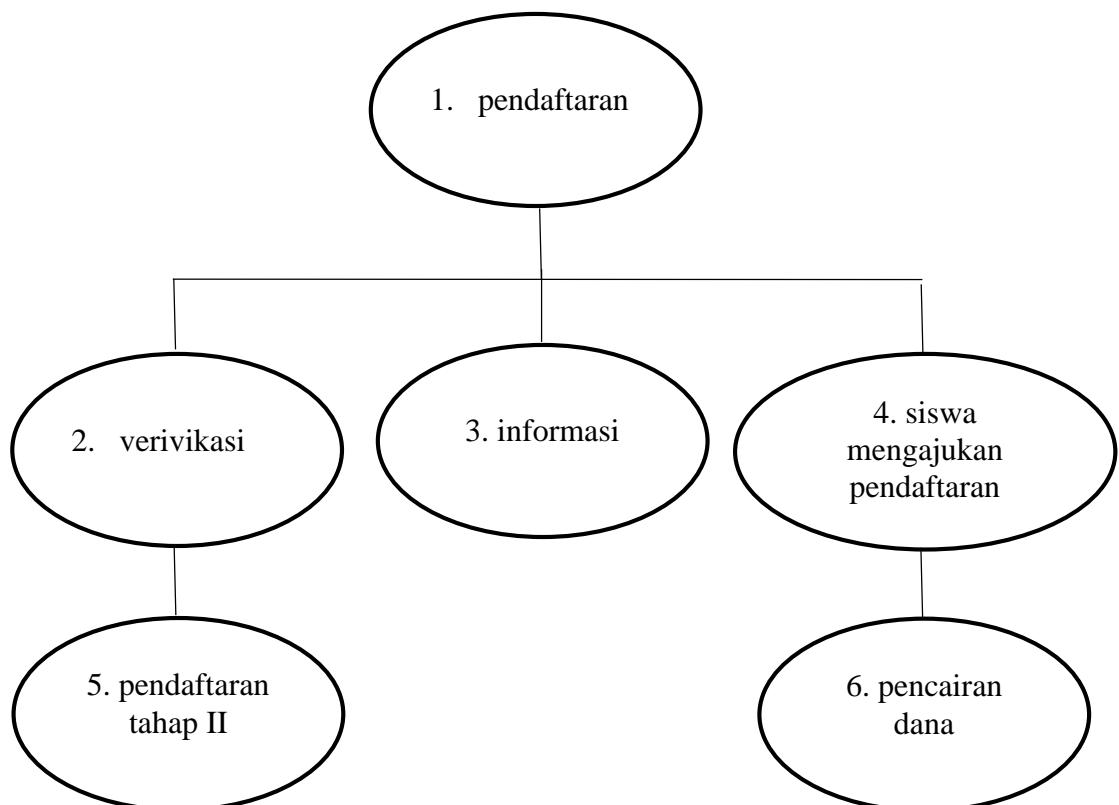 1. pendaftaran
2. verivikasi
3. informasi
4. siswa
mengajukan
pendaftaran
5. pendaftaran
tahap II
6. pencairan
dana